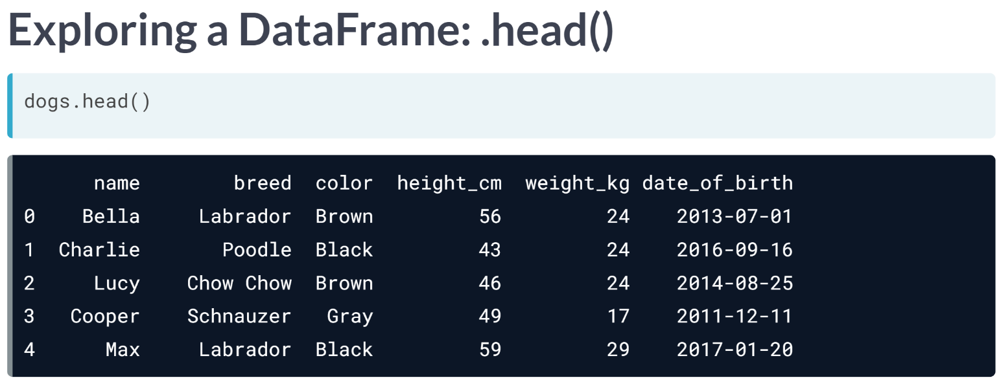 Exploring a DataFrame: .head()
dogs.head()
name breed color height_cm weight_kg date_of_birth
0 Bella Labrador Brown 56 24 2013-07-01
1 Charlie Poodle Black 43 24 2016-09-16
2 Lucy Chow Chow Brown 46 24 2014-08-25
3 Cooper Schnauzer Gray 49 17 2011-12-11
4 Max Labrador Black 59 29 2017-01-20